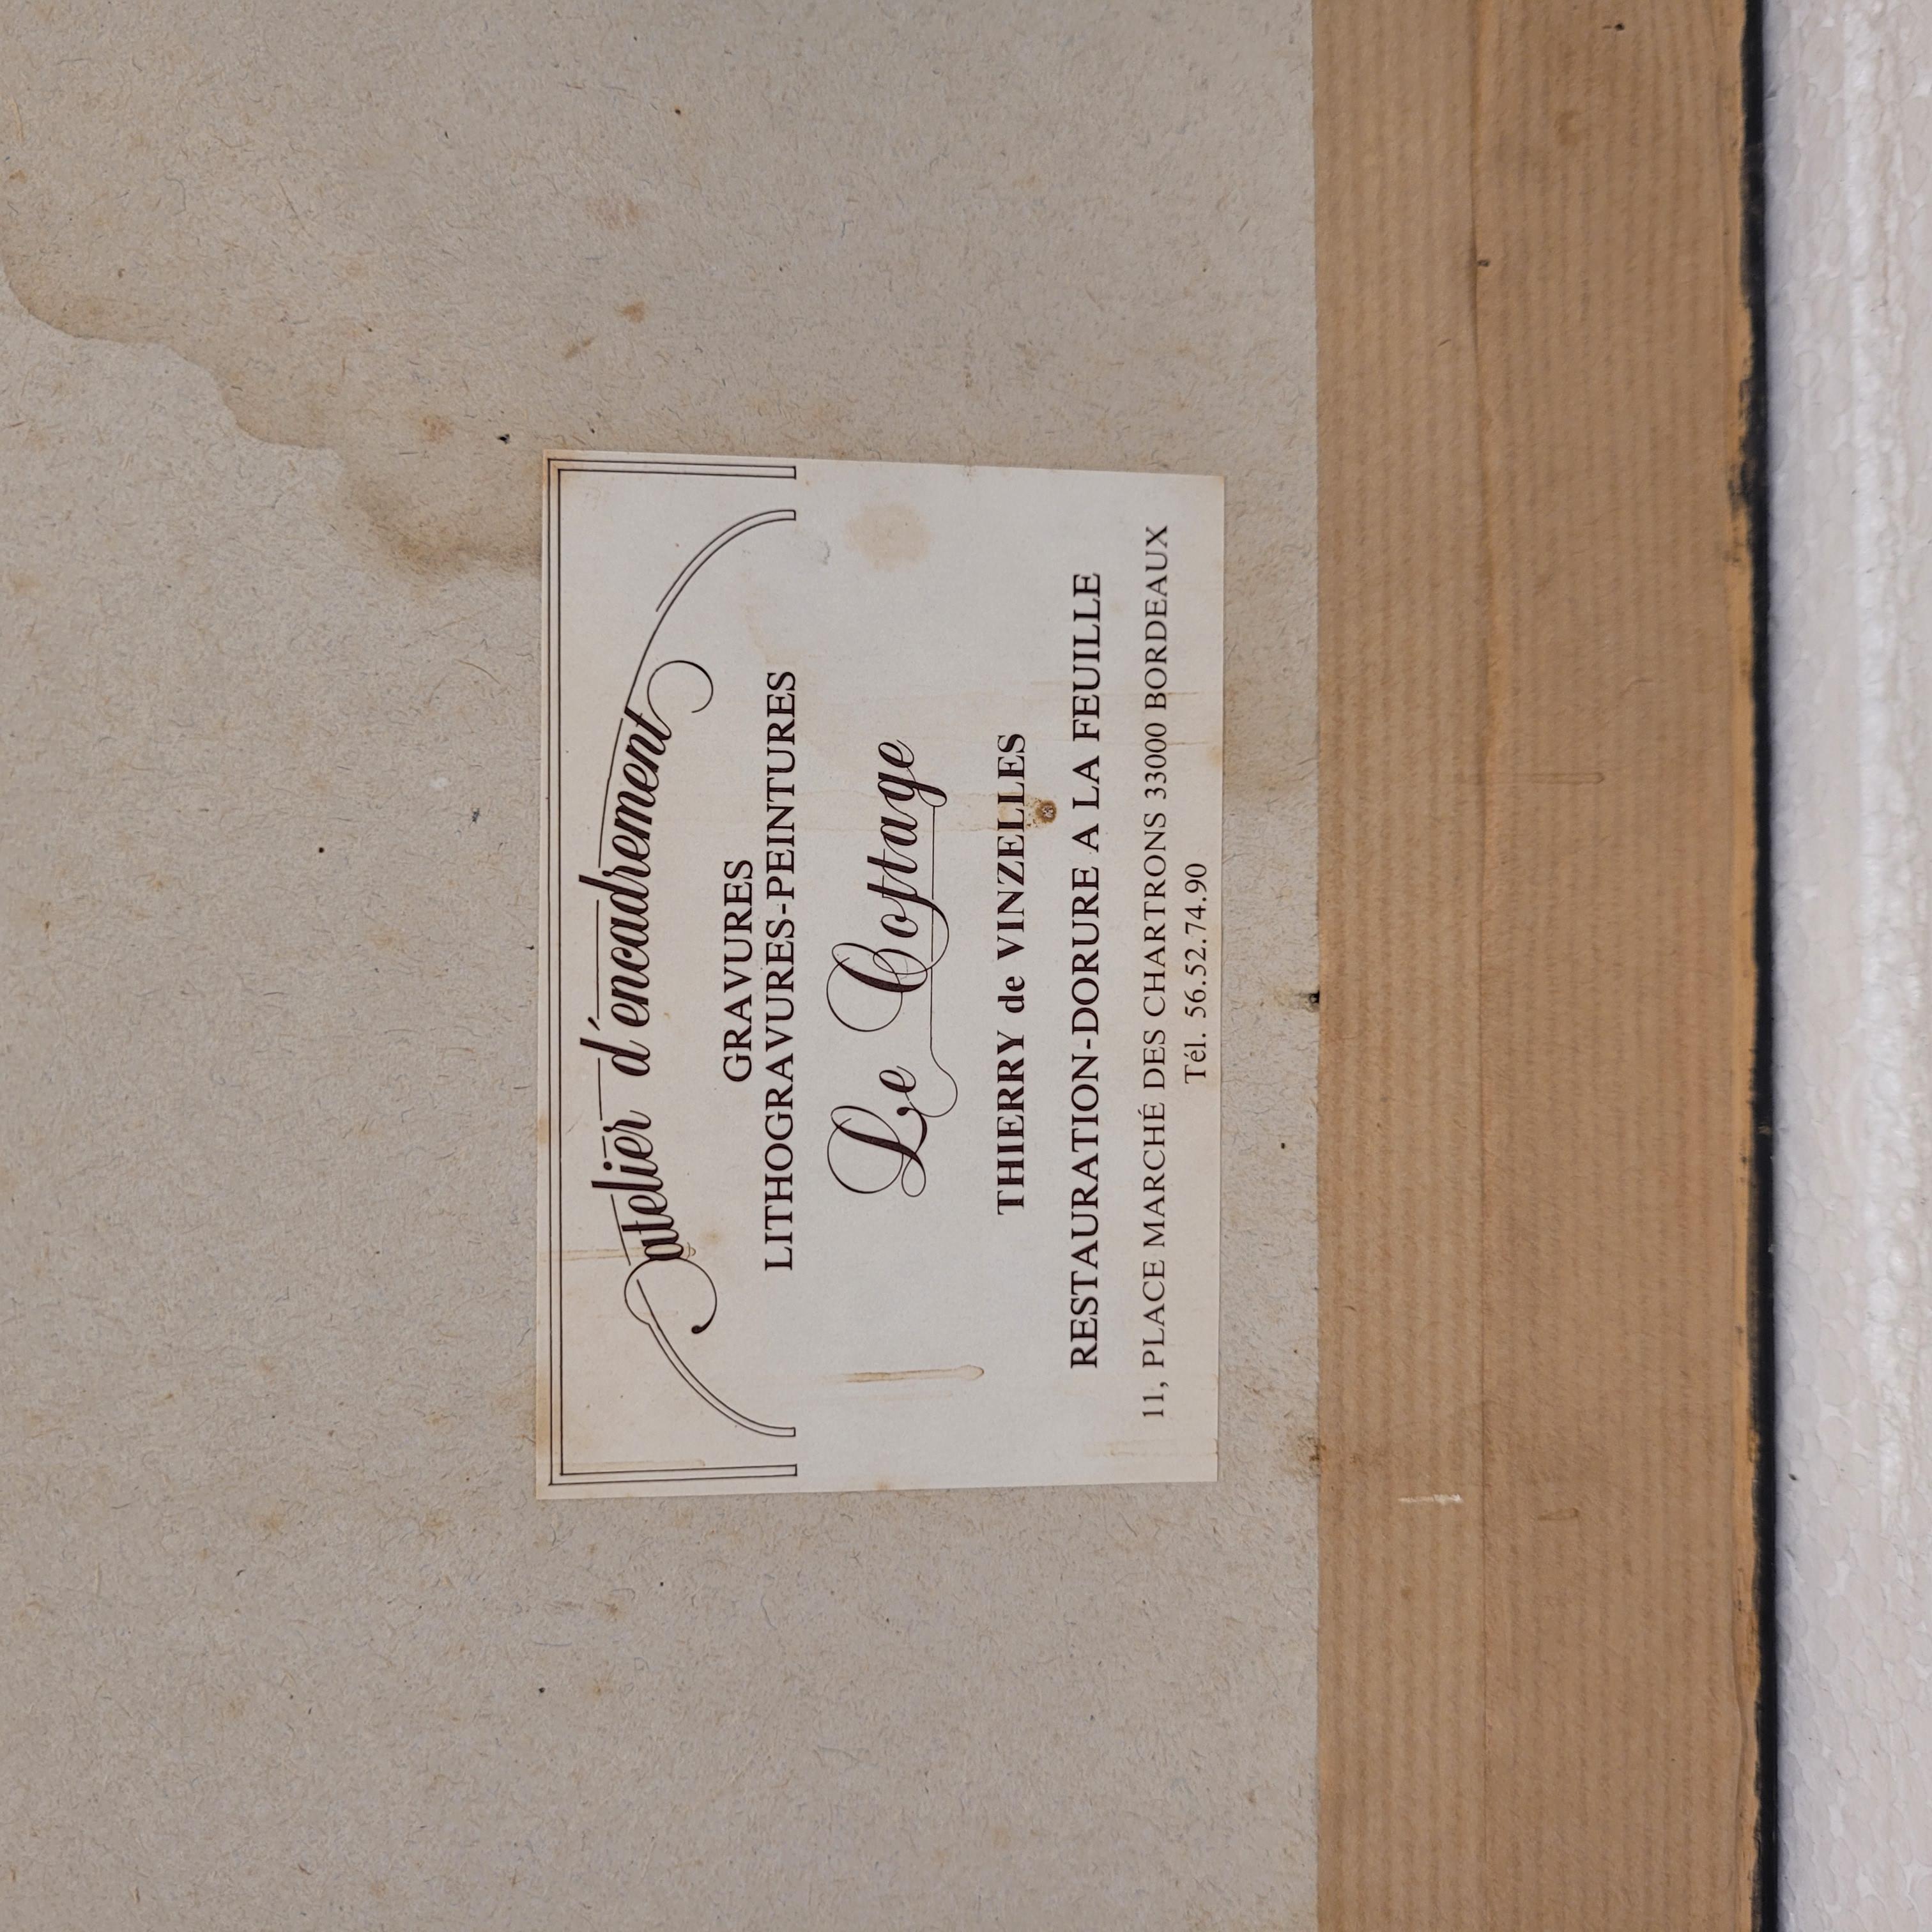 atelier d'encadrement
GRAVURES
LITHOGRAVURES-PEINTURES
Le Cottage
THIERRY de VINZELLES
RESTAURATION-DORURE A LA FEUILLE
11, PLACE MARCHÉ DES CHARTRONS 33000 BORDEAUX
Tél. 56.52.74.90